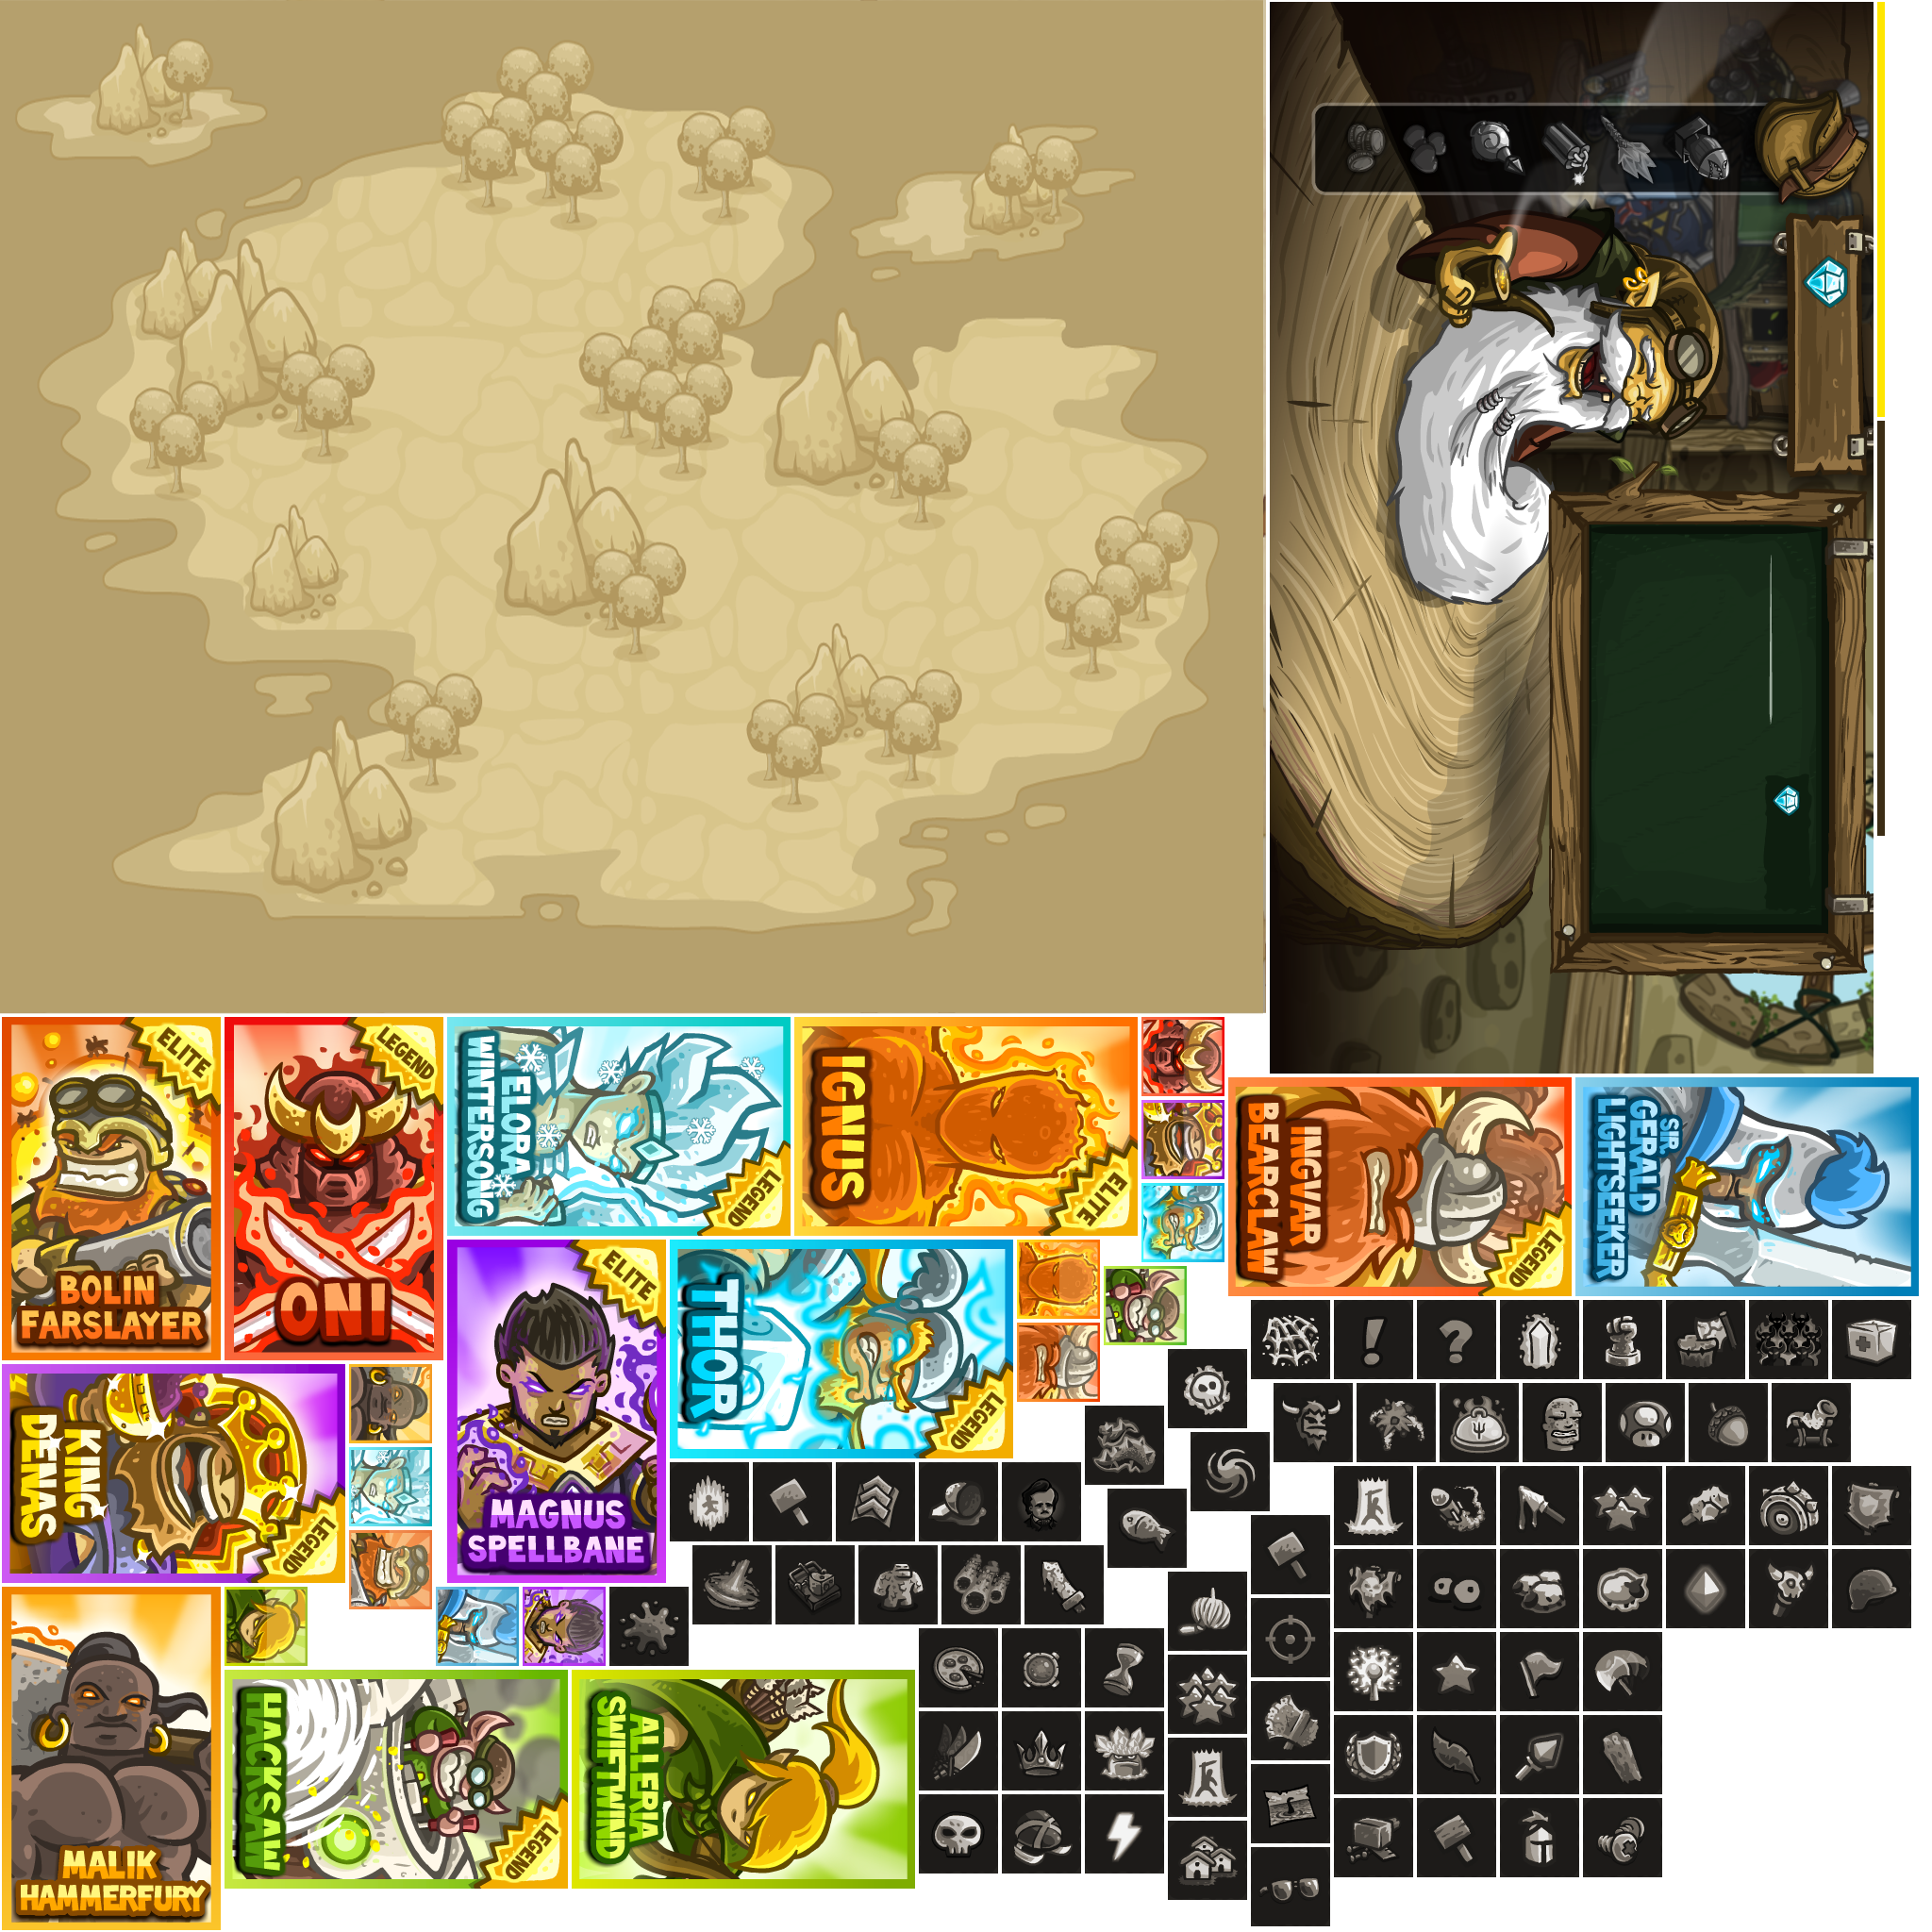 ELITE
BOLIN
FARSLAYER
LEGEND
ONI
LEGEND
ELORA
WINTERSONG
ELITE
IGNUS
LEGEND
INGVAR
BEARCLAW
SIR
GERALD
LIGHTSEEKER
LEGEND
KING
DENAS
ELITE
MAGNUS
SPELLBANE
LEGEND
THOR
MALIK
HAMMERFURY
LEGEND
HACKSAW
ALLERIA
SWIFTWIND
!
?